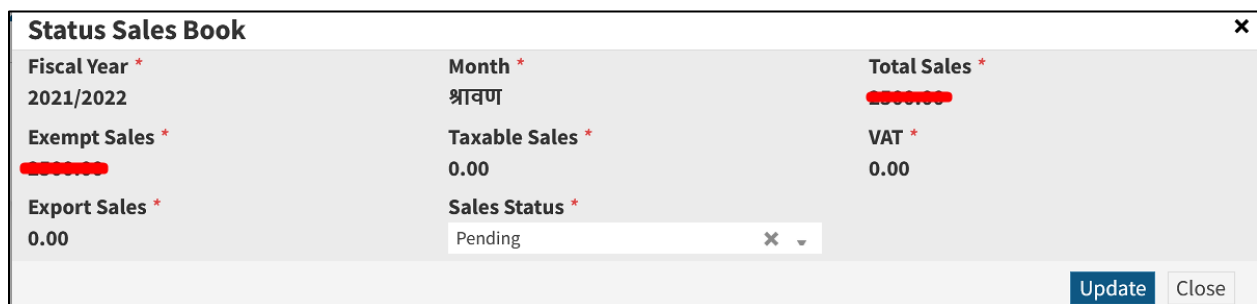 Status Sales Book
Fiscal Year * Month * Total Sales *
2021/2022 श्रावण
Exempt Sales * Taxable Sales * VAT *
0.00 0.00
Export Sales * Sales Status *
0.00 Pending
Update Close